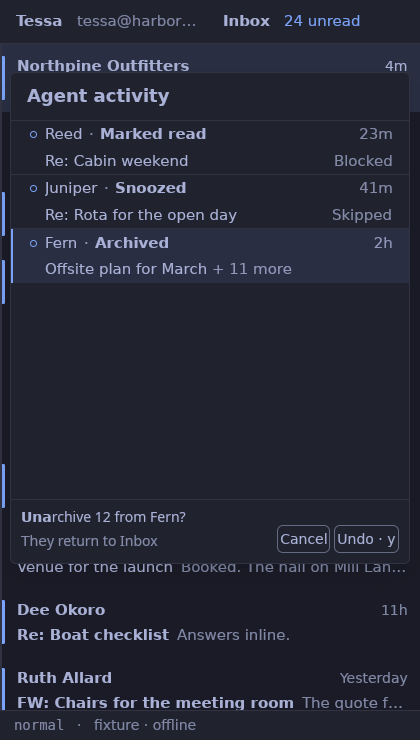 Tessa tessa@harbor… Inbox 24 unread
Northpine Outfitters 4m
Agent activity
Reed · Marked read 23m
Re: Cabin weekend Blocked
Juniper · Snoozed 41m
Re: Rota for the open day Skipped
Fern · Archived 2h
Offsite plan for March + 11 more
Unarchive 12 from Fern?
They return to Inbox
Cancel Undo · y
Venue for the launch Booked. The hall on Mill Lan…
Dee Okoro 11h
Re: Boat checklist Answers inline.
Ruth Allard Yesterday
FW: Chairs for the meeting room The quote f…
normal · fixture · offline